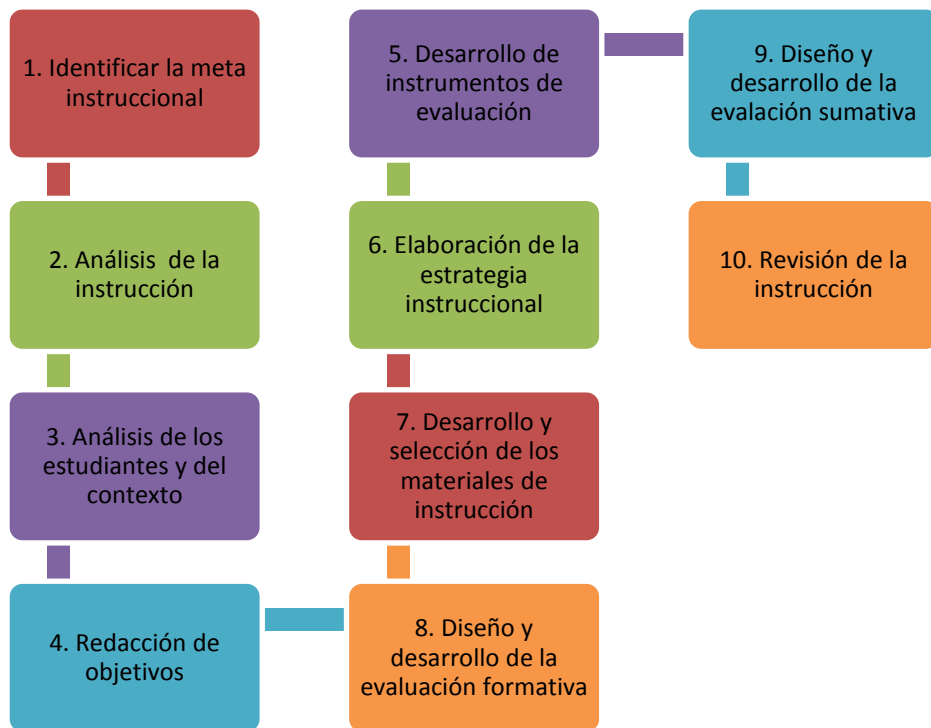 1. Identificar la meta
instruccional
2. Análisis de la
instrucción
3. Análisis de los
estudiantes y del
contexto
4. Redacción de
objetivos
5. Desarrollo de
instrumentos de
evaluación
6. Elaboración de la
estrategia
instruccional
7. Desarrollo y
selección de los
materiales de
instrucción
8. Diseño y
desarrollo de la
evaluación formativa
9. Diseño y
desarrollo de la
evalación sumativa
10. Revisión de la
instrucción